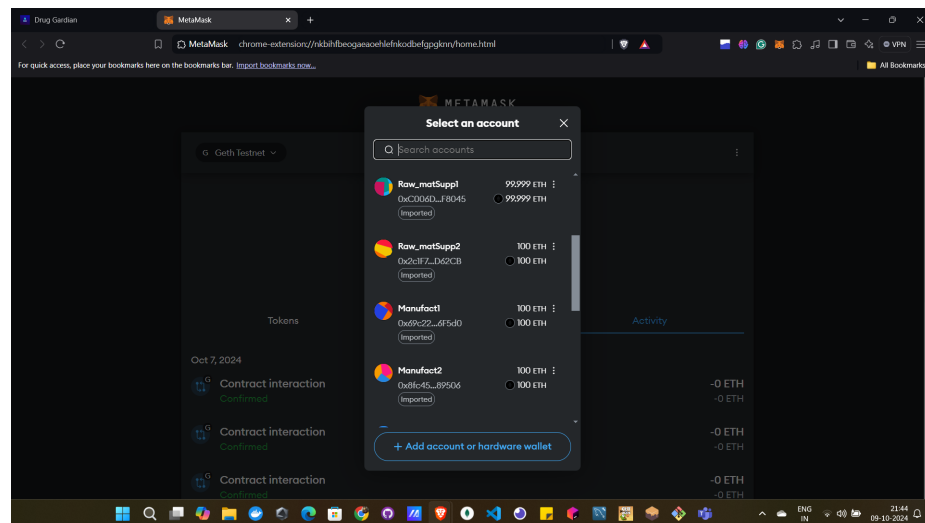 Drug Gardian
MetaMask
MetaMask chrome-extension://nkbihfbeogaeaoehlefnkodbefgpgknn/home.html
VPN
For quick access, place your bookmarks here on the bookmarks bar. Import bookmarks now...
All Bookmarks
METAMASK
Select an account
G Geth Testnet
Search accounts
Raw_matSupp1 99.999 ETH
0xC006D...F8045 99.999 ETH
Imported
Raw_matSupp2 100 ETH
0x2c1F7...D62CB 100 ETH
Imported
Manufact1 100 ETH
0x69c22...6F5d0 100 ETH
Imported
Tokens
Activity
Manufact2 100 ETH
0x8fc45...89506 100 ETH
Imported
Oct 7, 2024
G Contract interaction -0 ETH
Confirmed -0 ETH
G Contract interaction -0 ETH
Confirmed -0 ETH
+ Add account or hardware wallet
G Contract interaction -0 ETH
Confirmed -0 ETH
ENG
IN
21:44
09-10-2024